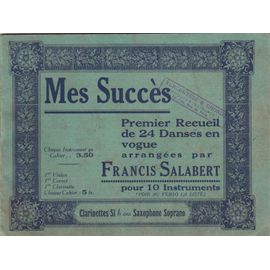 Mes Succès
Premier Recueil
de 24 Danses en
vogue
arrangées par
FRANCIS SALABERT
pour 10 Instruments
(VOIR AU VERSO LA LISTE)
Chaque Instrument ou
Cahier : 3.50
1er Violon
1er Cornet
1re Clarinette
Chaque Cahier : 5 fr.
Clarinettes Si b ou Saxophone Soprano